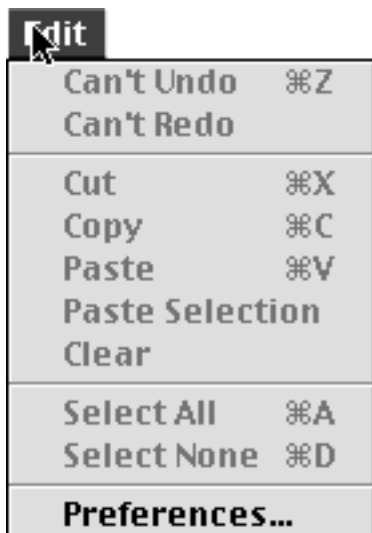 Edit
Can't Undo ⌘Z
Can't Redo
Cut ⌘X
Copy ⌘C
Paste ⌘V
Paste Selection
Clear
Select All ⌘A
Select None ⌘D
Preferences...